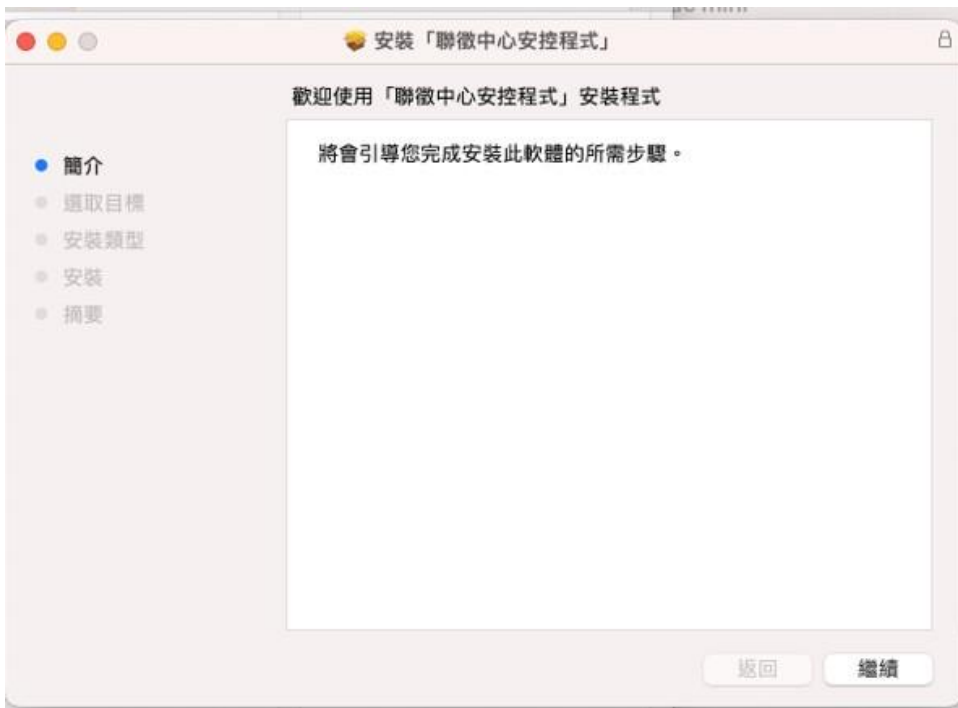 安裝「聯徵中心安控程式」
歡迎使用「聯徵中心安控程式」安裝程式
將會引導您完成安裝此軟體的所需步驟。
簡介
選取目標
安裝類型
安裝
摘要
返回
繼續